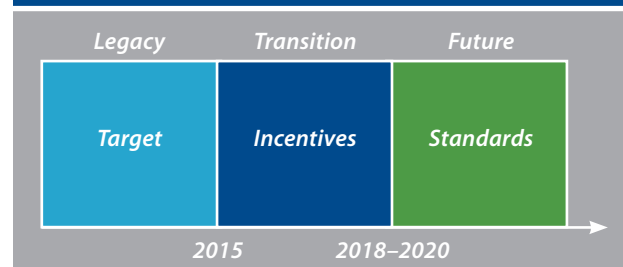 Legacy Transition Future
Target Incentives Standards
2015 2018–2020